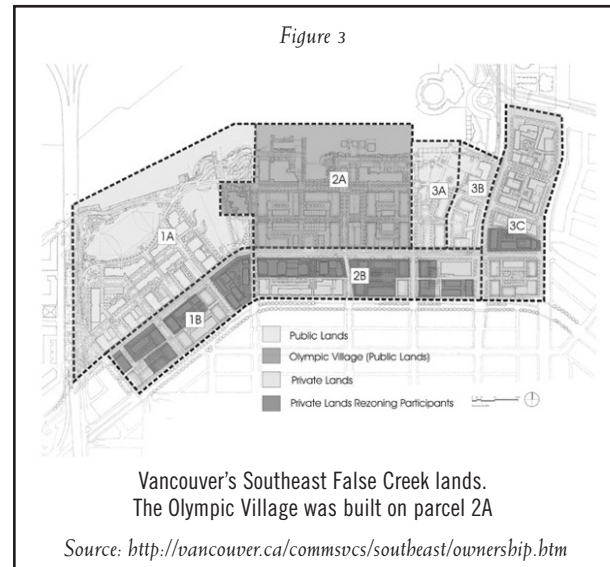 Figure 3
2A
3A
3B
1A
3C
2B
1B
Public Lands
Olympic Village (Public Lands)
Private Lands
Private Lands Rezoning Participants
Vancouver's Southeast False Creek lands.
The Olympic Village was built on parcel 2A
Source: http://vancouver.ca/commsvcs/southeast/ownership.htm